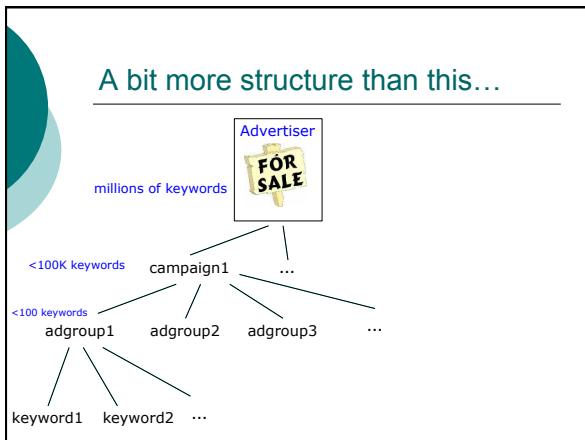 A bit more structure than this…
Advertiser
FOR
SALE
millions of keywords
<100K keywords
campaign1
…
<100 keywords
adgroup1
adgroup2
adgroup3
…
keyword1
keyword2
…